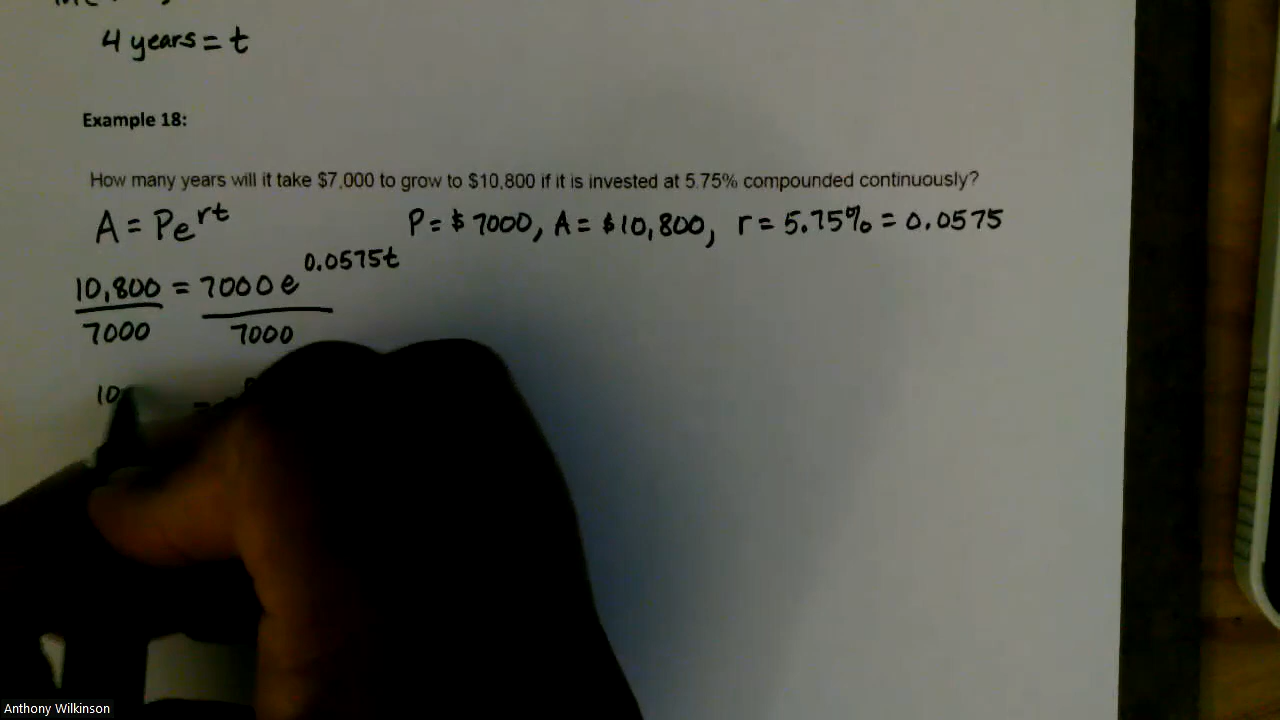 4 years = t
Example 18:
How many years will it take $7,000 to grow to $10,800 if it is invested at 5.75% compounded continuously?
A = Pe^rt P = $7000, A = $10,800, r = 5.75% = 0.0575
10,800 = 7000 e^0.0575t
7000 7000
10 =
Anthony Wilkinson